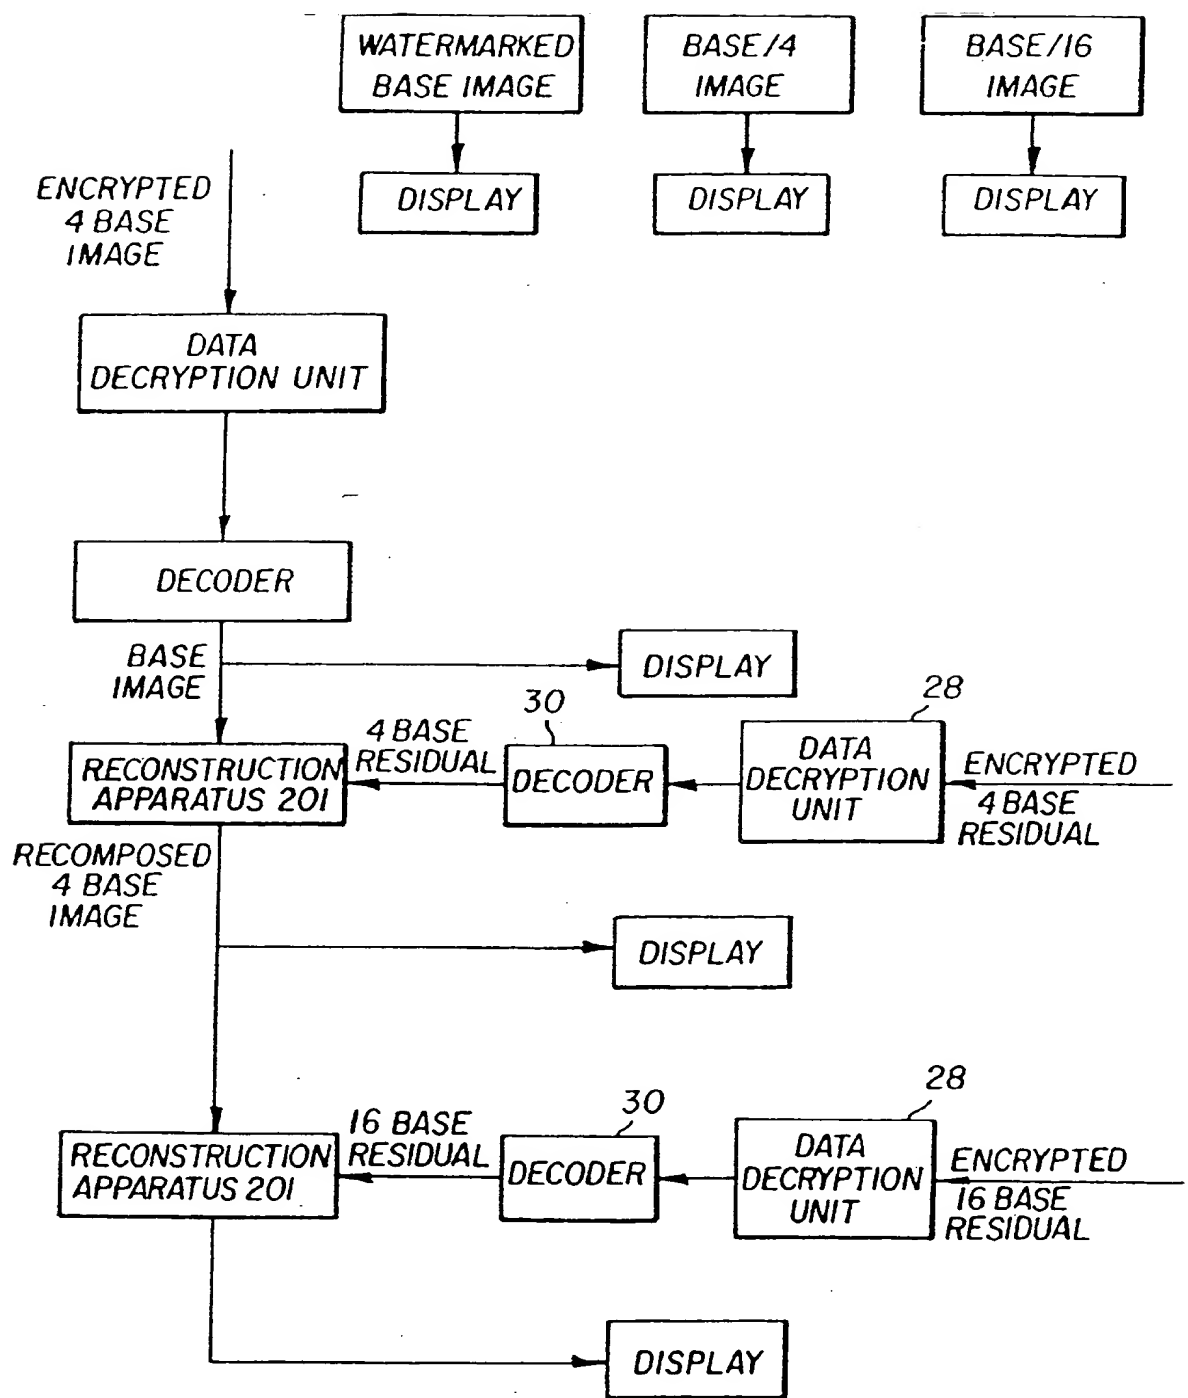 WATERMARKED
BASE IMAGE
BASE/4
IMAGE
BASE/16
IMAGE
DISPLAY
DISPLAY
DISPLAY
ENCRYPTED
4 BASE
IMAGE
DATA
DECRYPTION UNIT
DECODER
BASE
IMAGE
DISPLAY
RECONSTRUCTION
APPARATUS 201
4 BASE
RESIDUAL
30
DECODER
28
DATA
DECRYPTION
UNIT
ENCRYPTED
4 BASE
RESIDUAL
RECOMPOSED
4 BASE
IMAGE
DISPLAY
RECONSTRUCTION
APPARATUS 201
16 BASE
RESIDUAL
30
DECODER
28
DATA
DECRYPTION
UNIT
ENCRYPTED
16 BASE
RESIDUAL
DISPLAY